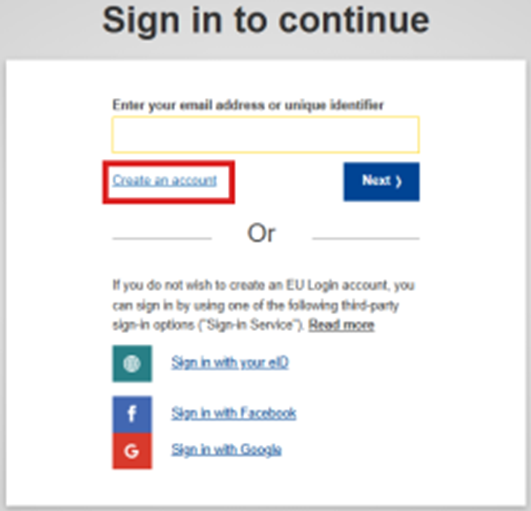 Sign in to continue
Enter your email address or unique identifier
Create an account
Next ❯
Or
If you do not wish to create an EU Login account, you
can sign in by using one of the following third-party
sign-in options ("Sign-in Service"). Read more
Sign in with your eID
f Sign in with Facebook
G Sign in with Google